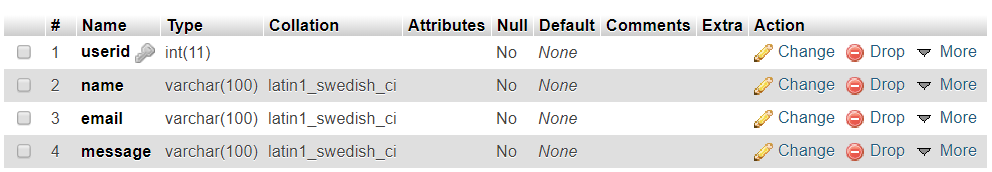 # Name Type Collation Attributes Null Default Comments Extra Action
1 userid int(11) No None Change Drop More
2 name varchar(100) latin1_swedish_ci No None Change Drop More
3 email varchar(100) latin1_swedish_ci No None Change Drop More
4 message varchar(100) latin1_swedish_ci No None Change Drop More